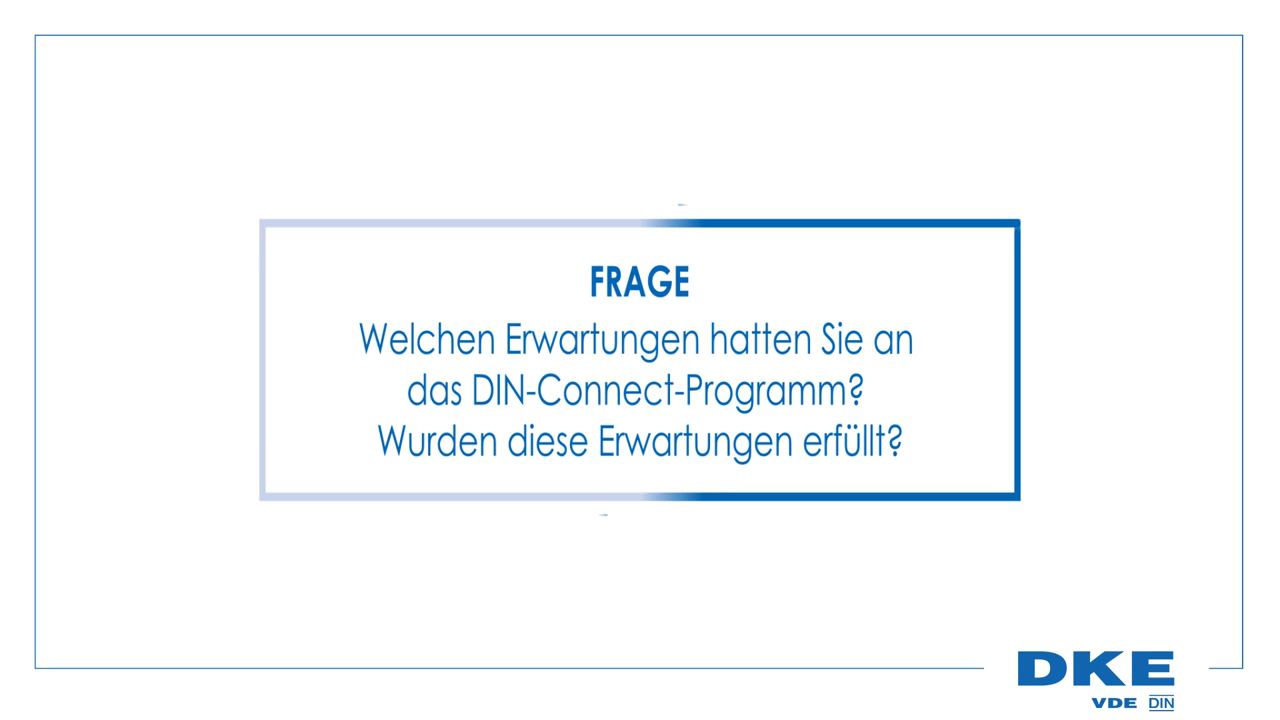 FRAGE
Welchen Erwartungen hatten Sie an
das DIN-Connect-Programm?
Wurden diese Erwartungen erfüllt?
DKE
VDE DIN